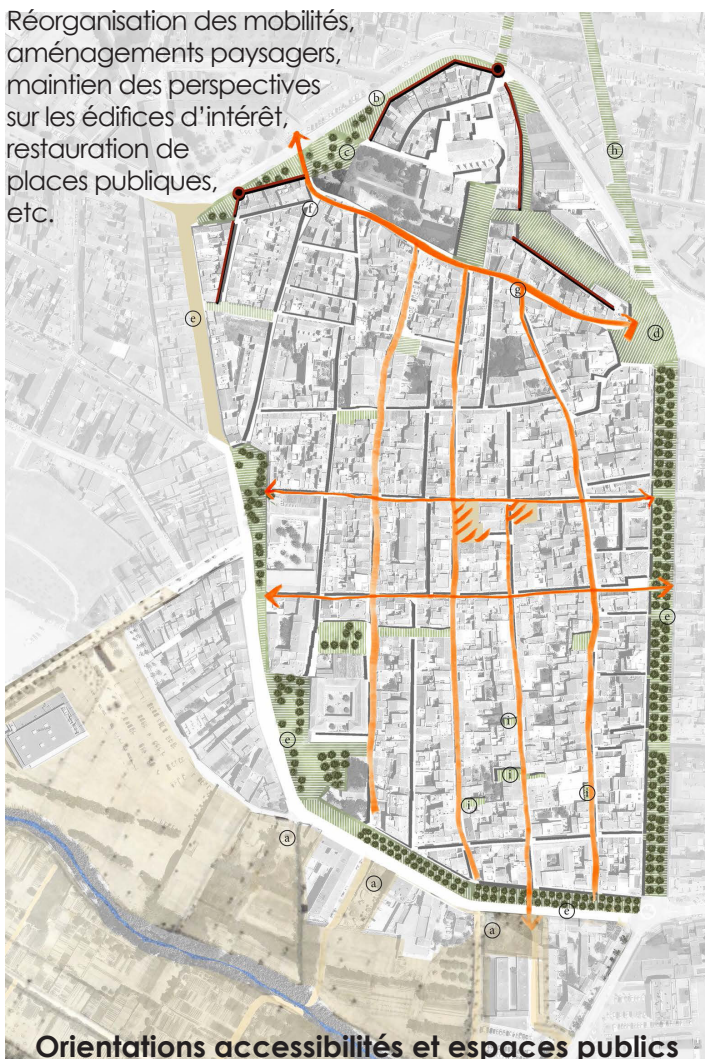 Réorganisation des mobilités,
aménagements paysagers,
maintien des perspectives
sur les édifices d’intérêt,
restauration de
places publiques,
etc.
b
c
h
f
g
e
d
e
i
e
i
i
i
a
a
e
a
Orientations accessibilités et espaces publics